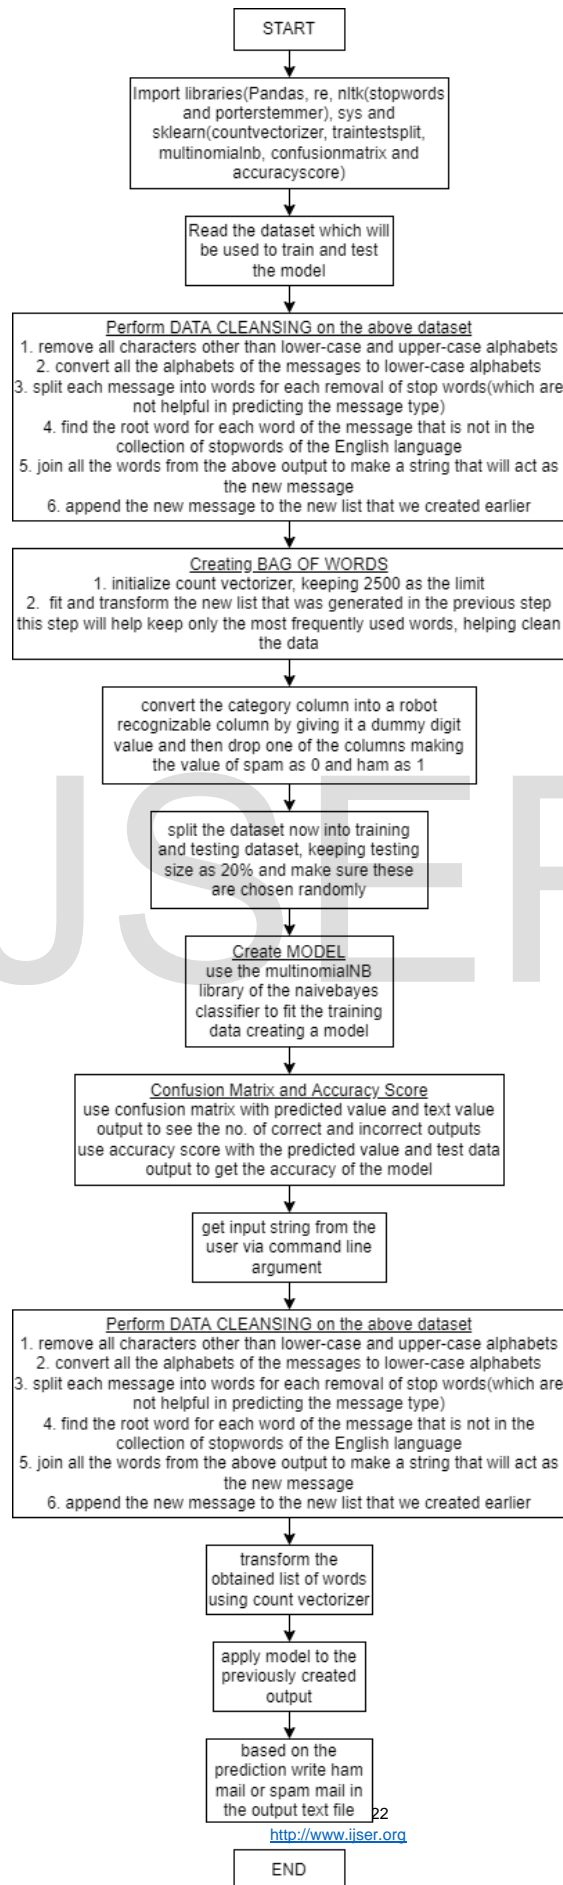 START
Import libraries(Pandas, re, nltk(stopwords
and porterstemmer), sys and
sklearn(countvectorizer, traintestsplit,
multinomialnb, confusionmatrix and
accuracyscore)
Read the dataset which will
be used to train and test
the model
Perform DATA CLEANSING on the above dataset
1. remove all characters other than lower-case and upper-case alphabets
2. convert all the alphabets of the messages to lower-case alphabets
3. split each message into words for each removal of stop words(which are
not helpful in predicting the message type)
4. find the root word for each word of the message that is not in the
collection of stopwords of the English language
5. join all the words from the above output to make a string that will act as
the new message
6. append the new message to the new list that we created earlier
Creating BAG OF WORDS
1. initialize count vectorizer, keeping 2500 as the limit
2. fit and transform the new list that was generated in the previous step
this step will help keep only the most frequently used words, helping clean
the data
convert the category column into a robot
recognizable column by giving it a dummy digit
value and then drop one of the columns making
the value of spam as 0 and ham as 1
split the dataset now into training
and testing dataset, keeping testing
size as 20% and make sure these
are chosen randomly
Create MODEL
use the multinomialNB
library of the naivebayes
classifier to fit the training
data creating a model
Confusion Matrix and Accuracy Score
use confusion matrix with predicted value and text value
output to see the no. of correct and incorrect outputs
use accuracy score with the predicted value and test data
output to get the accuracy of the model
get input string from the
user via command line
argument
Perform DATA CLEANSING on the above dataset
1. remove all characters other than lower-case and upper-case alphabets
2. convert all the alphabets of the messages to lower-case alphabets
3. split each message into words for each removal of stop words(which are
not helpful in predicting the message type)
4. find the root word for each word of the message that is not in the
collection of stopwords of the English language
5. join all the words from the above output to make a string that will act as
the new message
6. append the new message to the new list that we created earlier
transform the
obtained list of words
using count vectorizer
apply model to the
previously created
output
based on the
prediction write ham
mail or spam mail in
the output text file
22
http://www.ijser.org
END